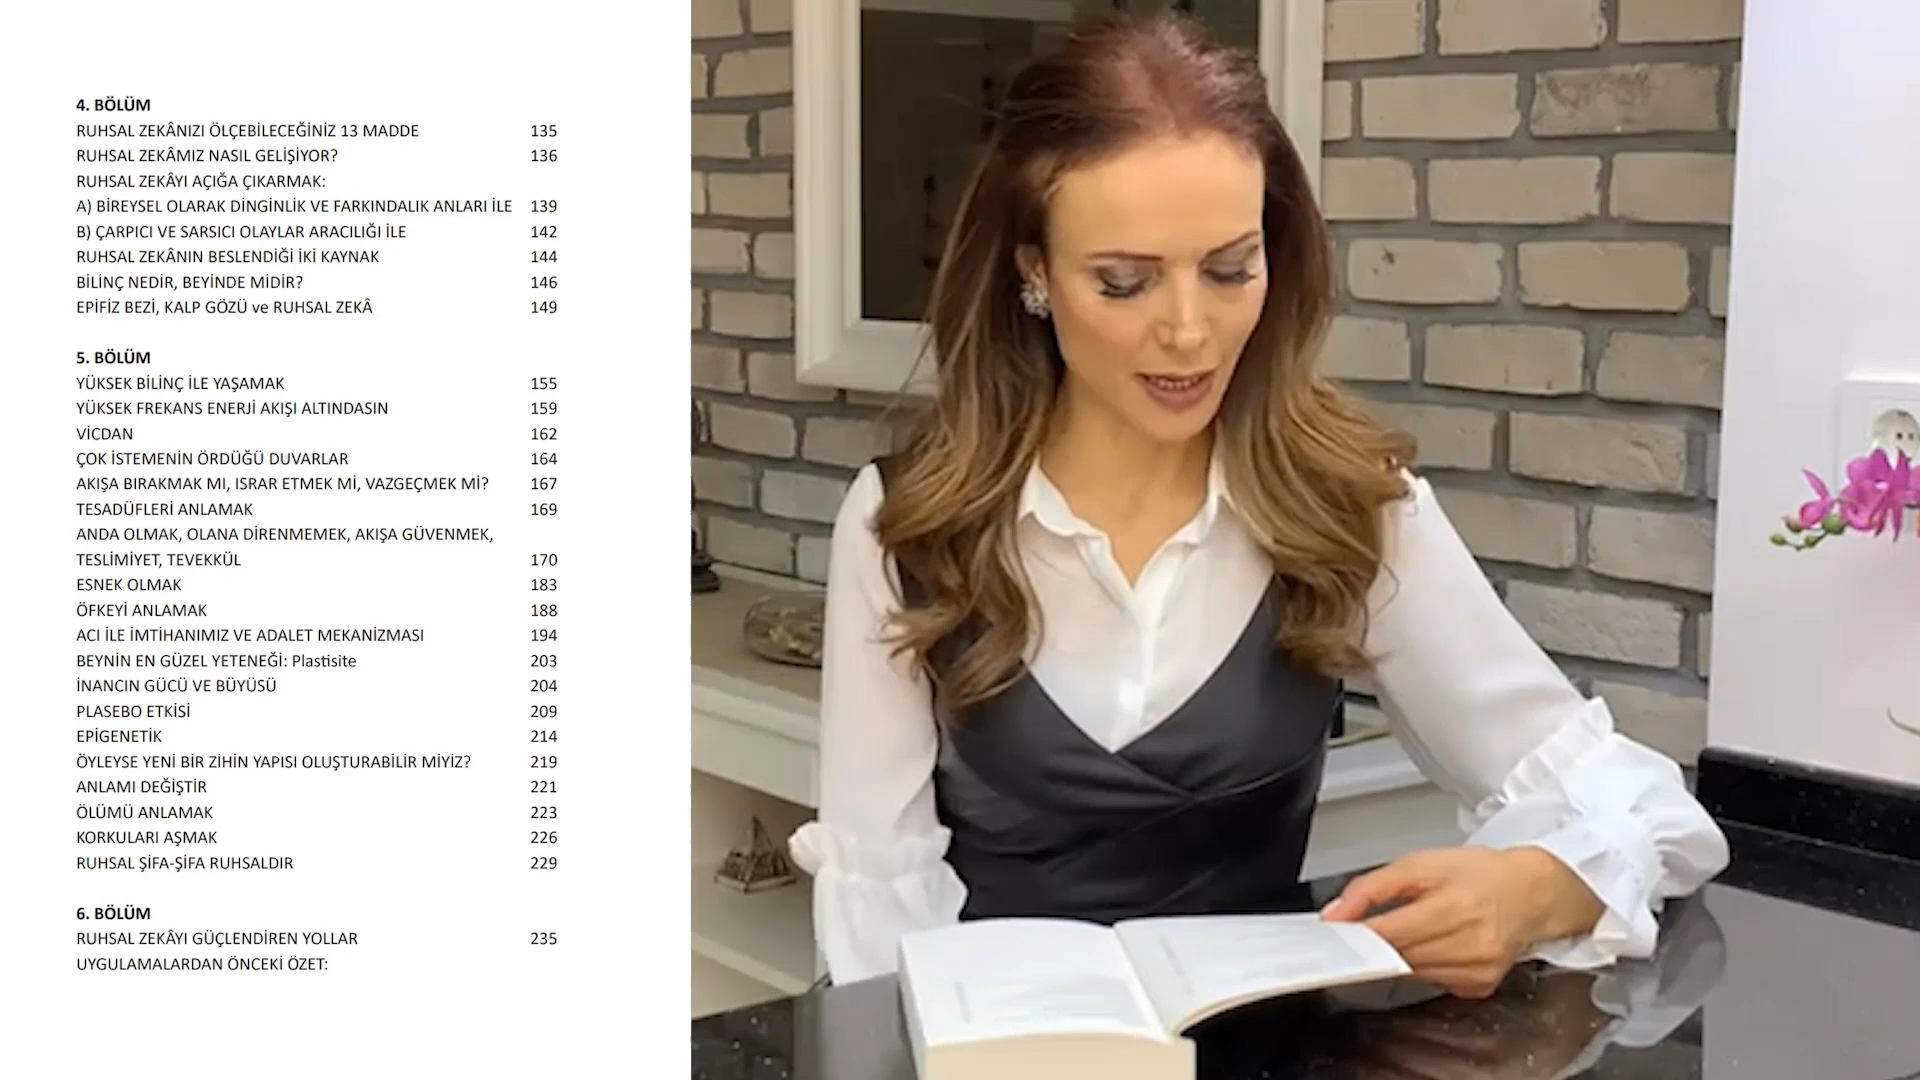 4. BÖLÜM
RUHSAL ZEKÂNIZI ÖLÇEBİLECEĞİNİZ 13 MADDE 135
RUHSAL ZEKÂMIZ NASIL GELİŞİYOR? 136
RUHSAL ZEKÂYI AÇIĞA ÇIKARMAK:
A) BİREYSEL OLARAK DİNGİNLİK VE FARKINDALIK ANLARI İLE 139
B) ÇARPICI VE SARSICI OLAYLAR ARACILIĞI İLE 142
RUHSAL ZEKÂNIN BESLENDİĞİ İKİ KAYNAK 144
BİLİNÇ NEDİR, BEYİNDE MİDİR? 146
EPİFİZ BEZİ, KALP GÖZÜ ve RUHSAL ZEKÂ 149
5. BÖLÜM
YÜKSEK BİLİNÇ İLE YAŞAMAK 155
YÜKSEK FREKANS ENERJİ AKIŞI ALTINDASIN 159
VİCDAN 162
ÇOK İSTEMENİN ÖRDÜĞÜ DUVARLAR 164
AKIŞA BIRAKMAK MI, ISRAR ETMEK Mİ, VAZGEÇMEK Mİ? 167
TESADÜFLERİ ANLAMAK 169
ANDA OLMAK, OLANA DİRENMEMEK, AKIŞA GÜVENMEK,
TESLİMİYET, TEVEKKÜL 170
ESNEK OLMAK 183
ÖFKEYİ ANLAMAK 188
ACI İLE İMTİHANIMIZ VE ADALET MEKANİZMASI 194
BEYNİN EN GÜZEL YETENEĞİ: Plastisite 203
İNANCIN GÜCÜ VE BÜYÜSÜ 204
PLASEBO ETKİSİ 209
EPİGENETİK 214
ÖYLEYSE YENİ BİR ZİHİN YAPISI OLUŞTURABİLİR MİYİZ? 219
ANLAMI DEĞİŞTİR 221
ÖLÜMÜ ANLAMAK 223
KORKULARI AŞMAK 226
RUHSAL ŞİFA-ŞİFA RUHSALDIR 229
6. BÖLÜM
RUHSAL ZEKÂYI GÜÇLENDİREN YOLLAR 235
UYGULAMALARDAN ÖNCEKİ ÖZET: